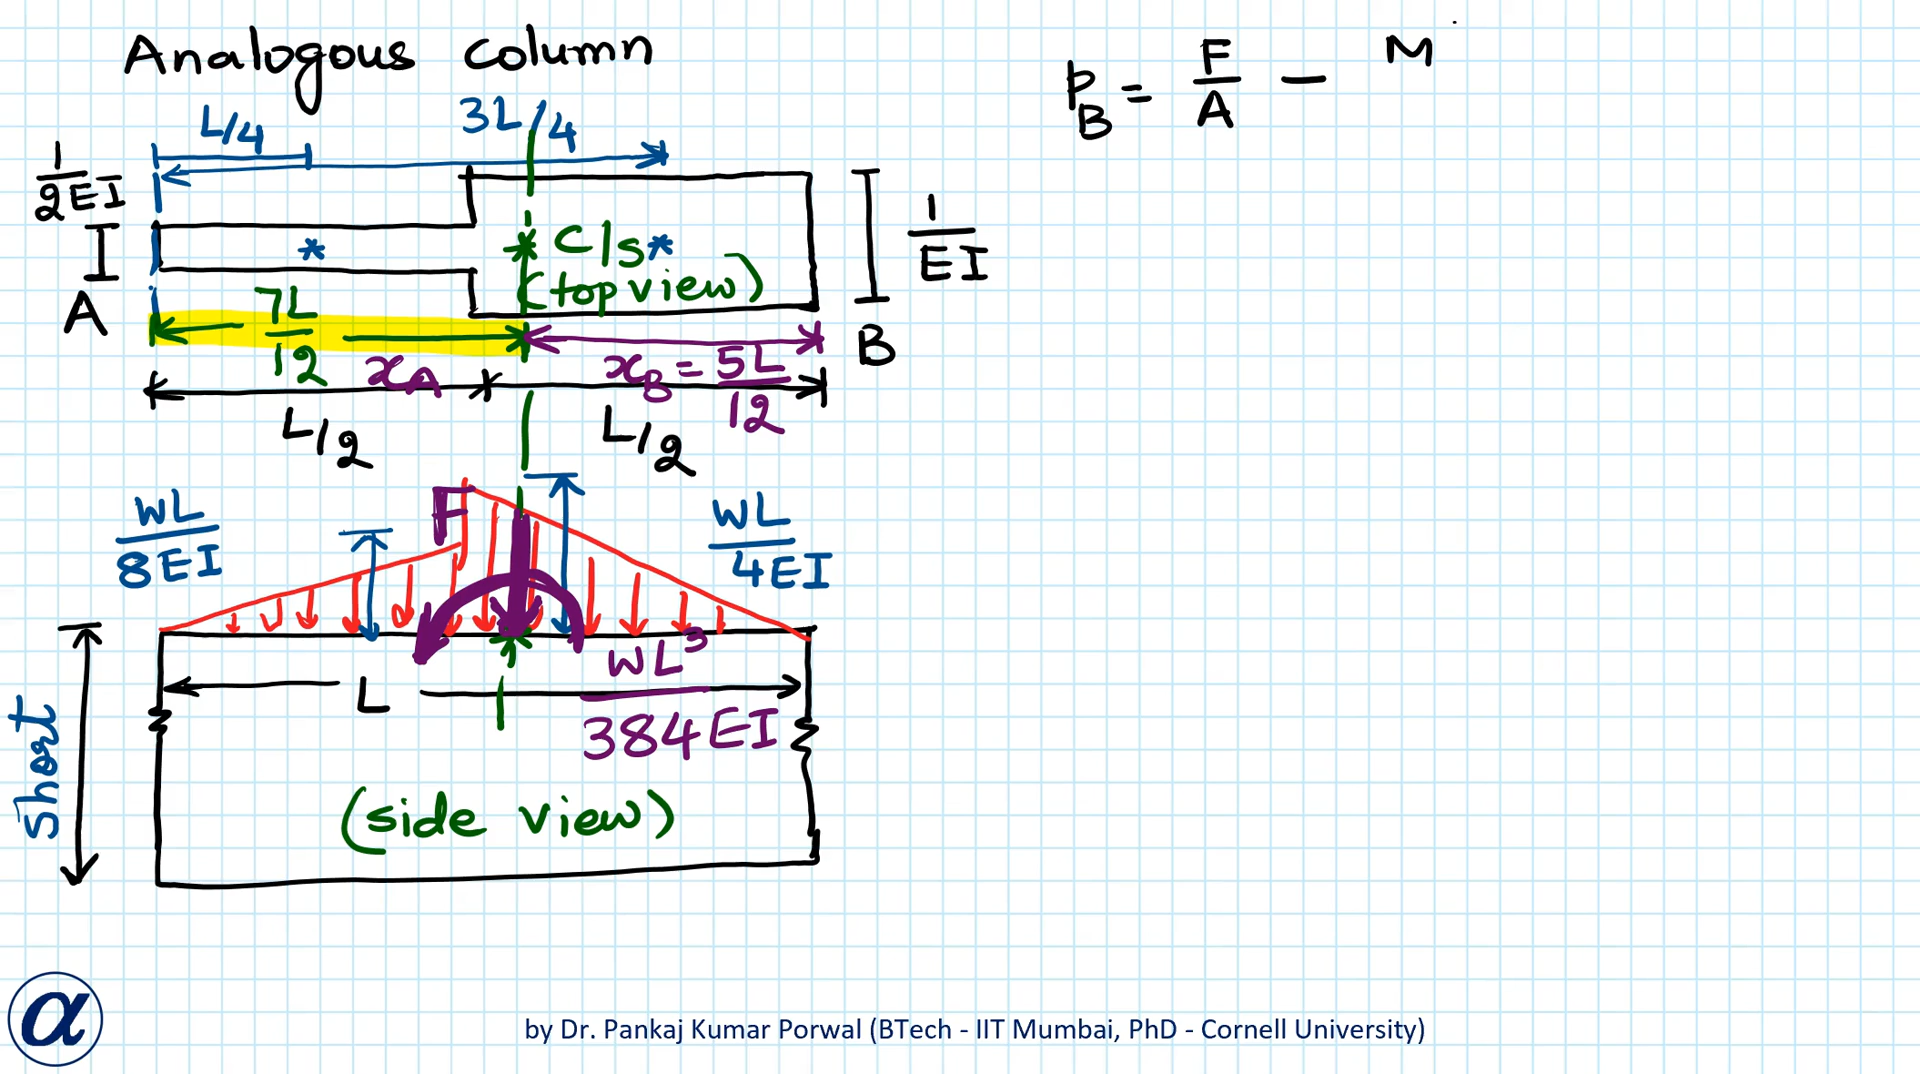 Analogous Column
P_B = F/A - M
L/4
3L/4
1/2EI
I
A
*
C/s *
(top view)
1/EI
B
7L/12
x_A
x_B = 5L/12
L/2
L/2
WL/8EI
F
WL/4EI
WL³/384EI
L
Short
(side view)
α
by Dr. Pankaj Kumar Porwal (BTech - IIT Mumbai, PhD - Cornell University)